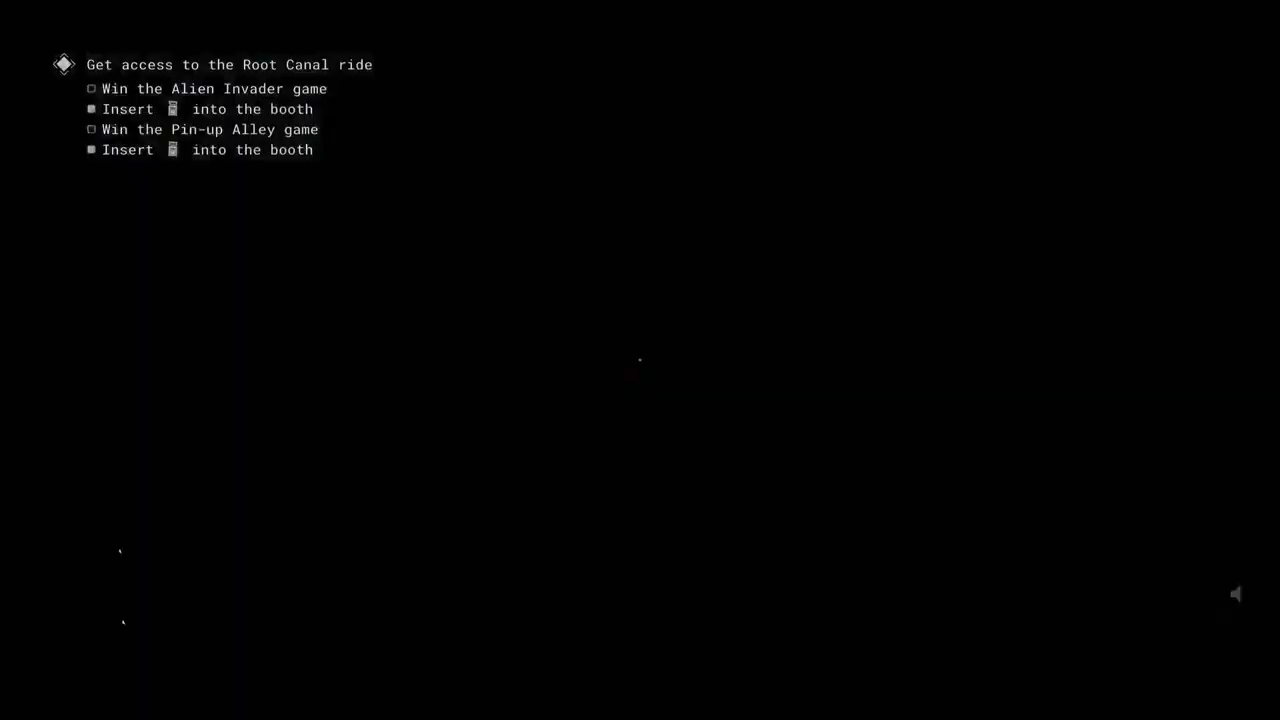 Get access to the Root Canal ride
Win the Alien Invader game
Insert into the booth
Win the Pin-up Alley game
Insert into the booth